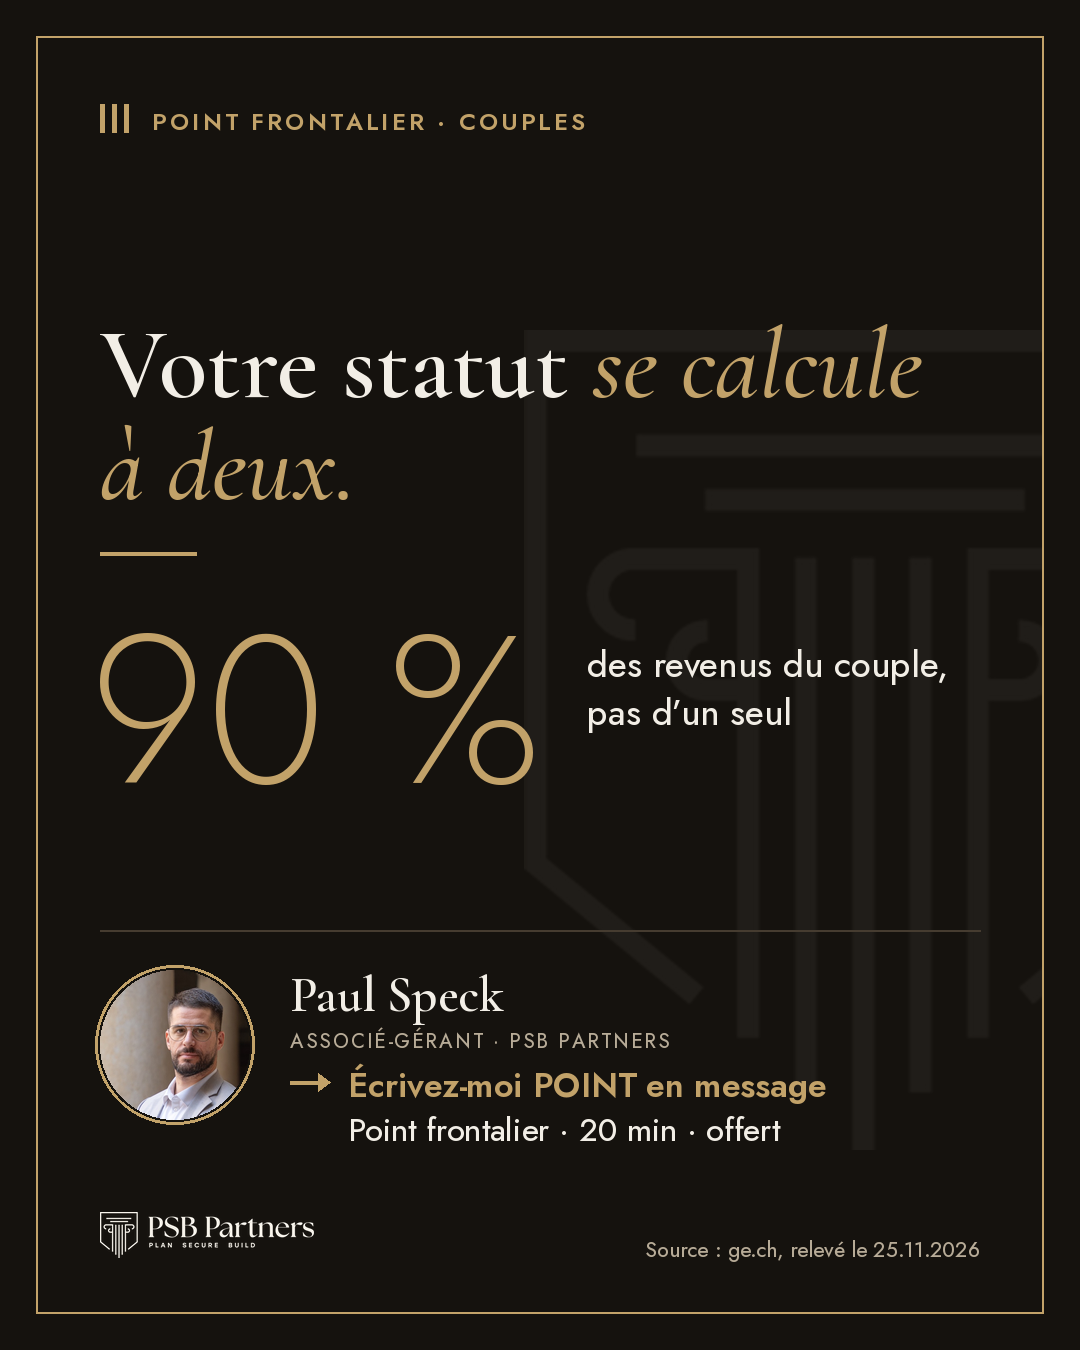 POINT FRONTALIER · COUPLES
Votre statut se calcule
à deux.
90 %
des revenus du couple,
pas d’un seul
Paul Speck
ASSOCIÉ-GÉRANT · PSB PARTNERS
Écrivez-moi POINT en message
Point frontalier · 20 min · offert
PSB Partners
PLAN SECURE BUILD
Source : ge.ch, relevé le 25.11.2026